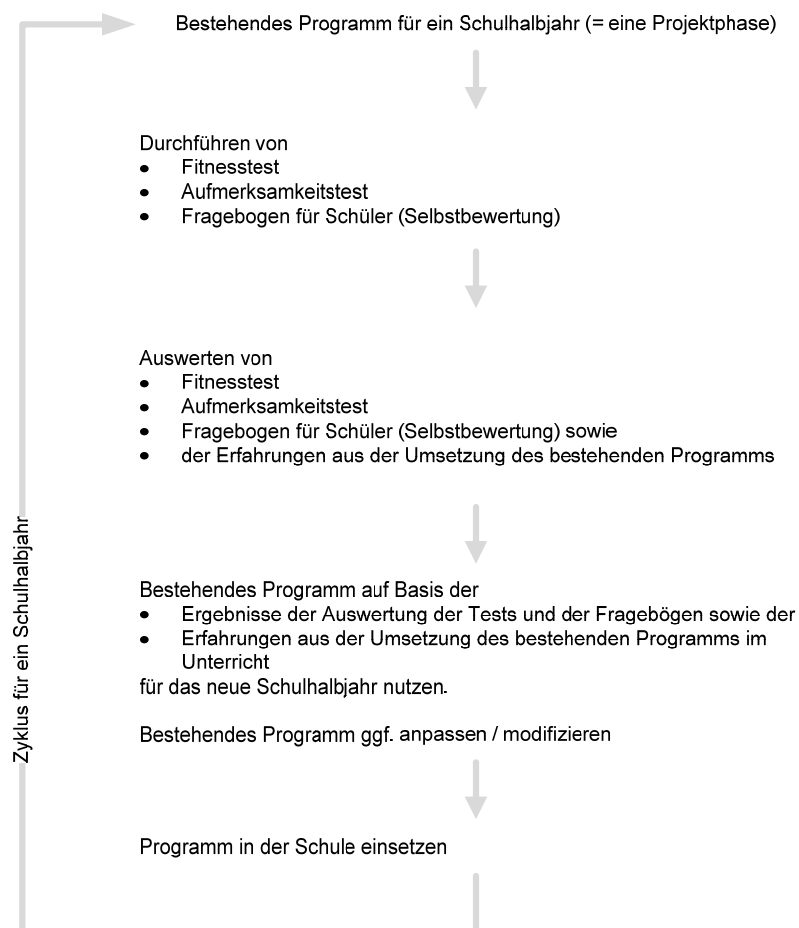 Bestehendes Programm für ein Schulhalbjahr (= eine Projektphase)
Durchführen von
• Fitnesstest
• Aufmerksamkeitstest
• Fragebogen für Schüler (Selbstbewertung)
Auswerten von
• Fitnesstest
• Aufmerksamkeitstest
• Fragebogen für Schüler (Selbstbewertung) sowie
• der Erfahrungen aus der Umsetzung des bestehenden Programms
Bestehendes Programm auf Basis der
• Ergebnisse der Auswertung der Tests und der Fragebögen sowie der
• Erfahrungen aus der Umsetzung des bestehenden Programms im
Unterricht
für das neue Schulhalbjahr nutzen.
Bestehendes Programm ggf. anpassen / modifizieren
Programm in der Schule einsetzen
Zyklus für ein Schulhalbjahr